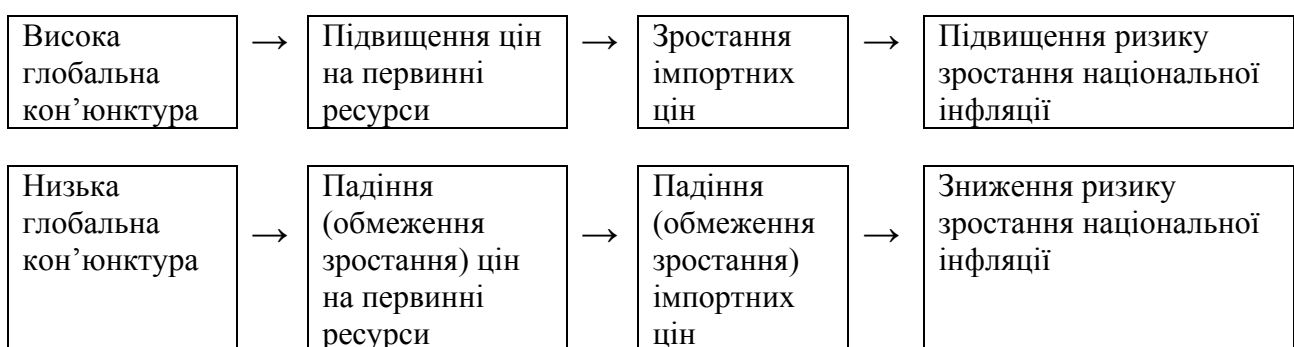 Висока
глобальна
кон’юнктура
→
Підвищення цін
на первинні
ресурси
→
Зростання
імпортних
цін
→
Підвищення ризику
зростання національної
інфляції
Низька
глобальна
кон’юнктура
→
Падіння
(обмеження
зростання) цін
на первинні
ресурси
→
Падіння
(обмеження
зростання)
імпортних
цін
→
Зниження ризику
зростання національної
інфляції